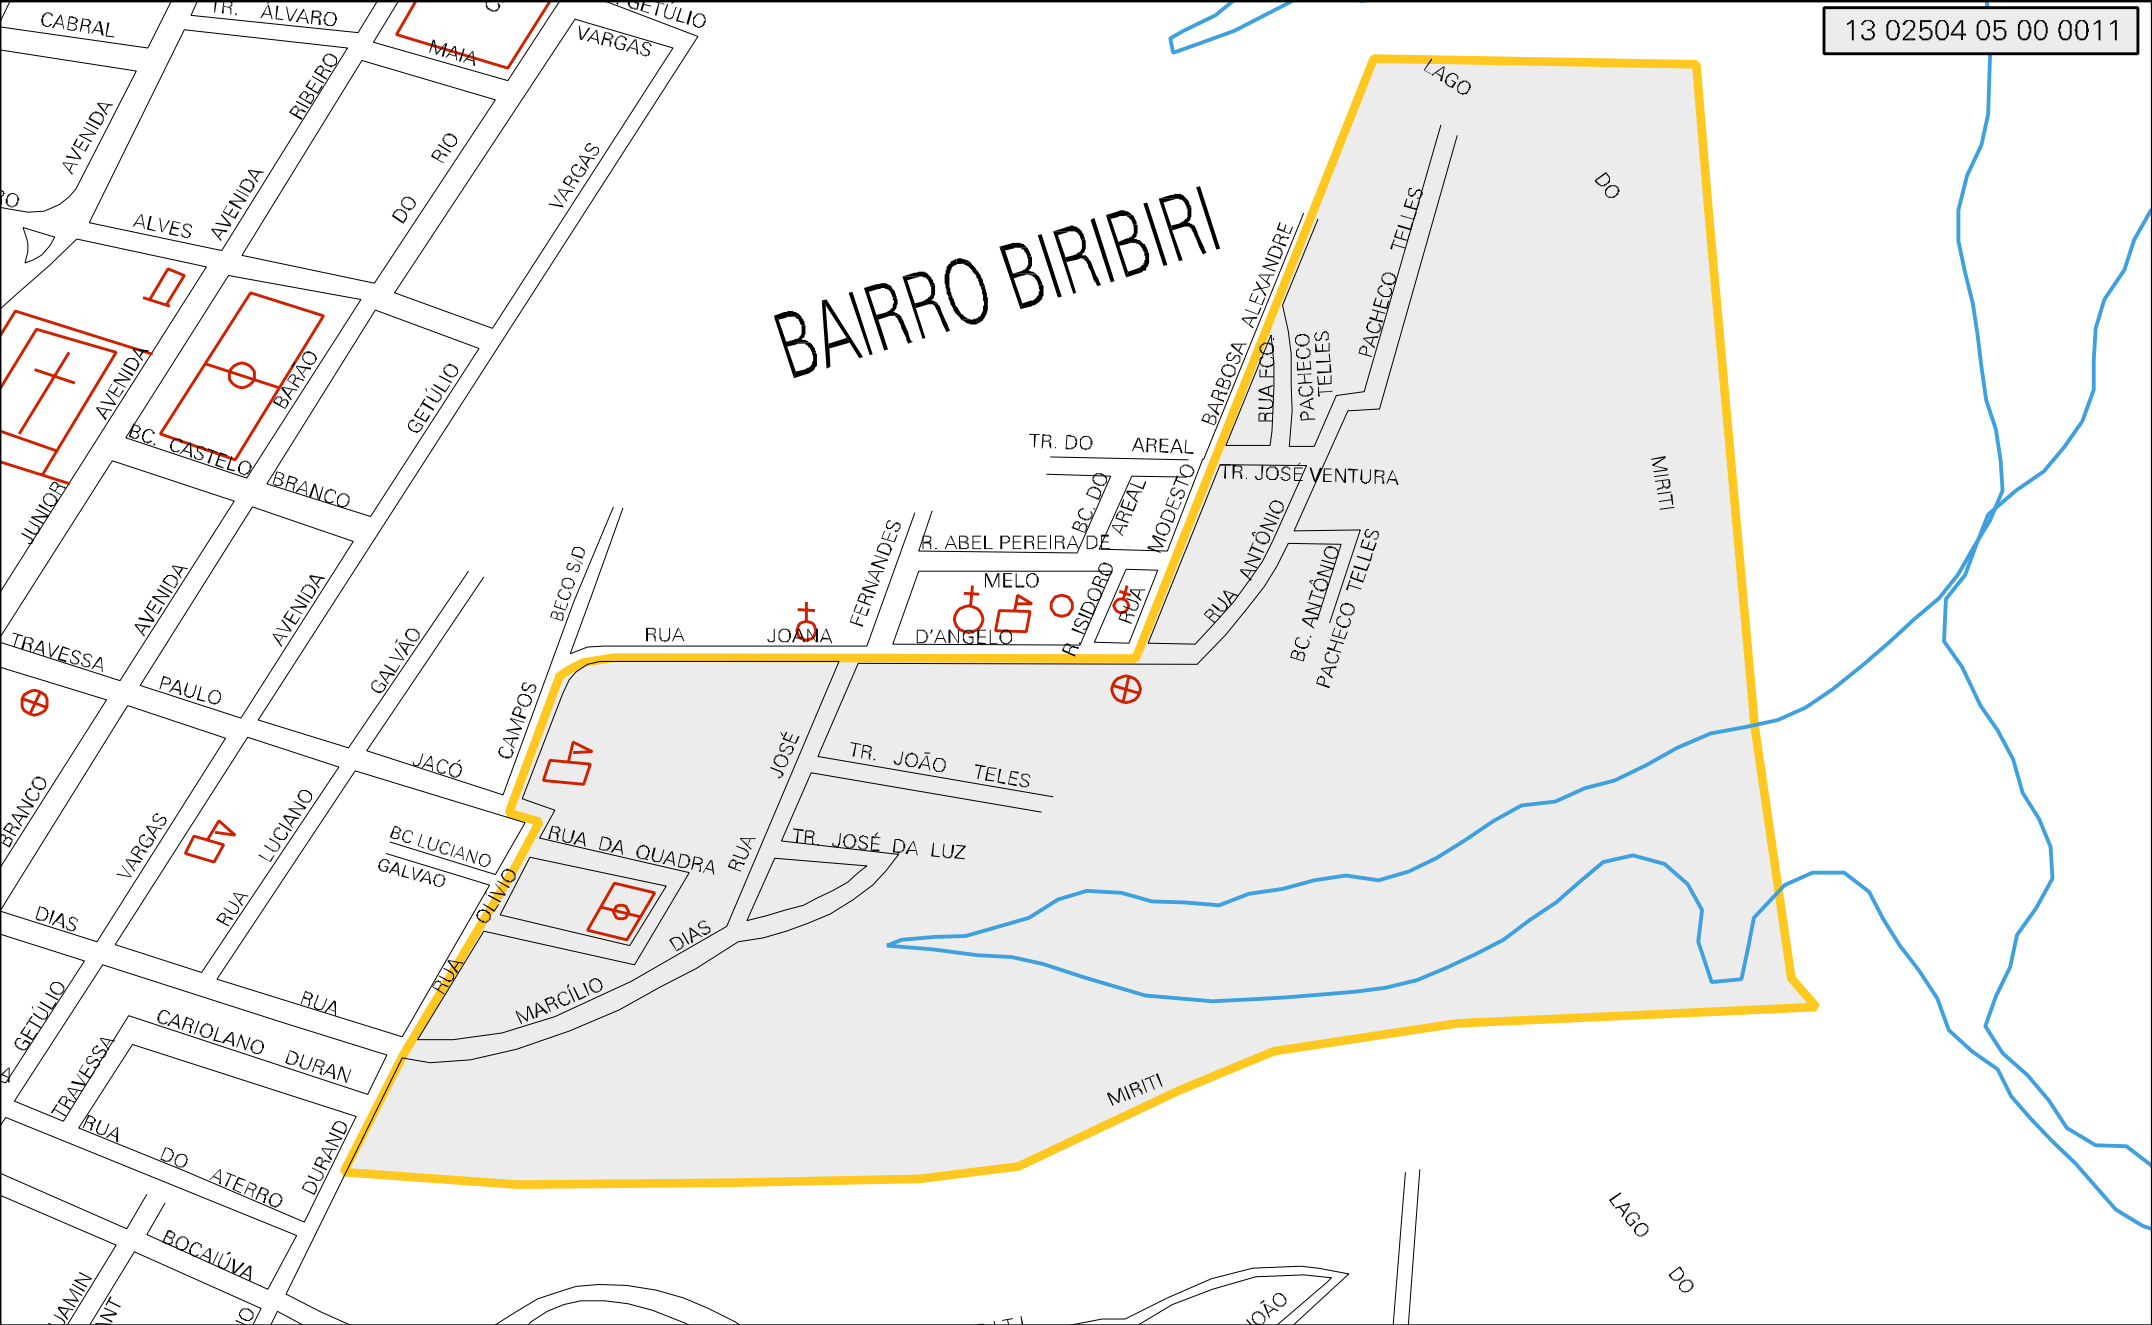 13 02504 05 00 0011
CABRAL
TR. ÁLVARO
MAIA
GETÚLIO
VARGAS
AVENIDA
RIBEIRO
AVENIDA
ALVES
DO
RIO
VARGAS
BAIRRO BIRIBIRI
LAGO
DO
MIRITI
PACHECO TELLES
BARBOSA ALEXANDRE
RUA FCO.
PACHECO
TELLES
TR. DO AREAL
TR. JOSÉ VENTURA
MODESTO
BC. DO
AREAL
R. ABEL PEREIRA DE
MELO
R. ISIDORO
RUA
RUA ANTÔNIO
BC. ANTÔNIO
PACHECO TELLES
AVENIDA
JUNIOR
BARAO
BC. CASTELO
BRANCO
GETÚLIO
AVENIDA
AVENIDA
BECO S/D
FERNANDES
RUA JOANA D'ANGELO
TRAVESSA
PAULO
GALVÃO
JACÓ
CAMPOS
JOSÉ
RUA
TR. JOÃO TELES
TR. JOSÉ DA LUZ
RUA DA QUADRA
BRANCO
VARGAS
LUCIANO
RUA
BC LUCIANO
GALVAO
OLIVIO
RUA
DIAS
MARCÍLIO
DIAS
RUA
CARIOLANO DURAN
GETÚLIO
TRAVESSA
RUA
DO ATERRO
DURAND
MIRITI
BOCAIÚVA
LAGO
DO
JOÃO